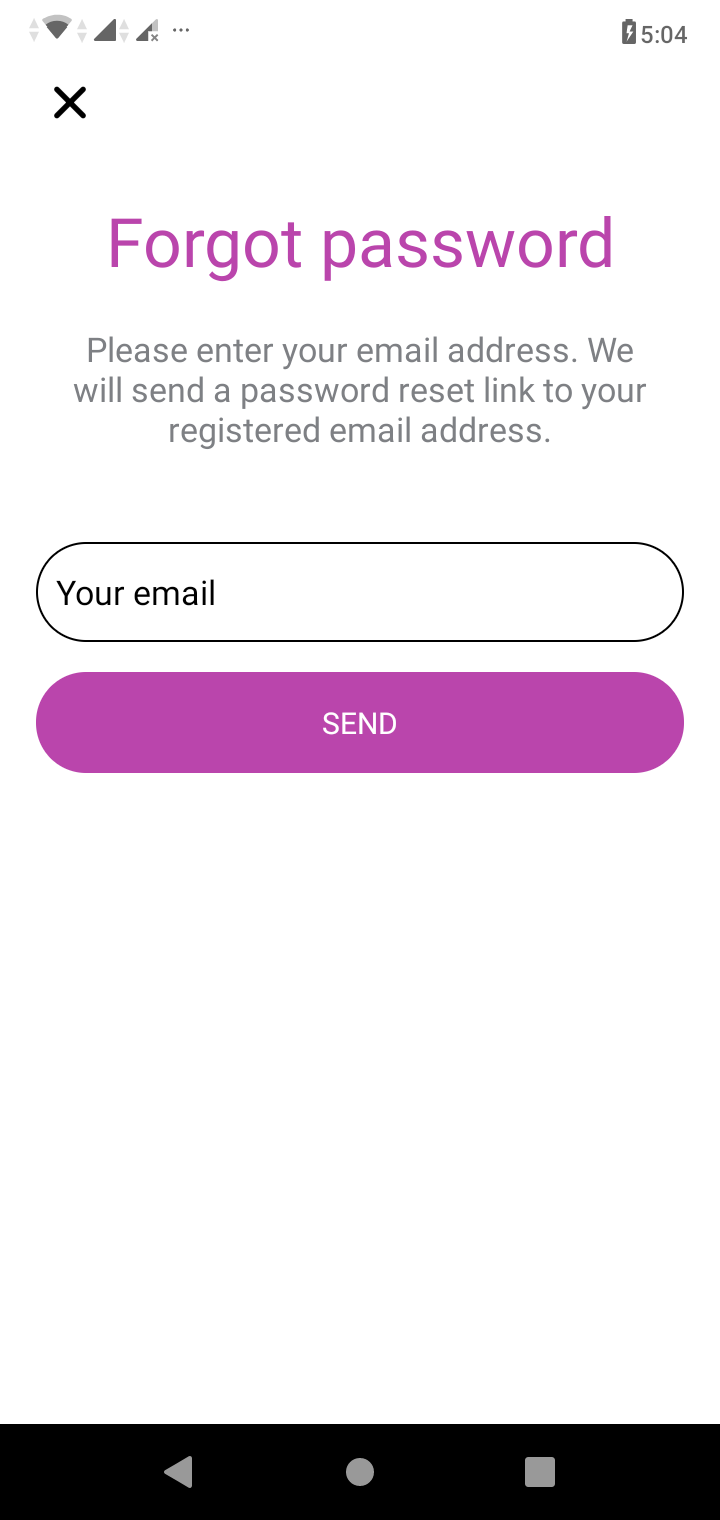 5:04
Forgot password
Please enter your email address. We
will send a password reset link to your
registered email address.
Your email
SEND